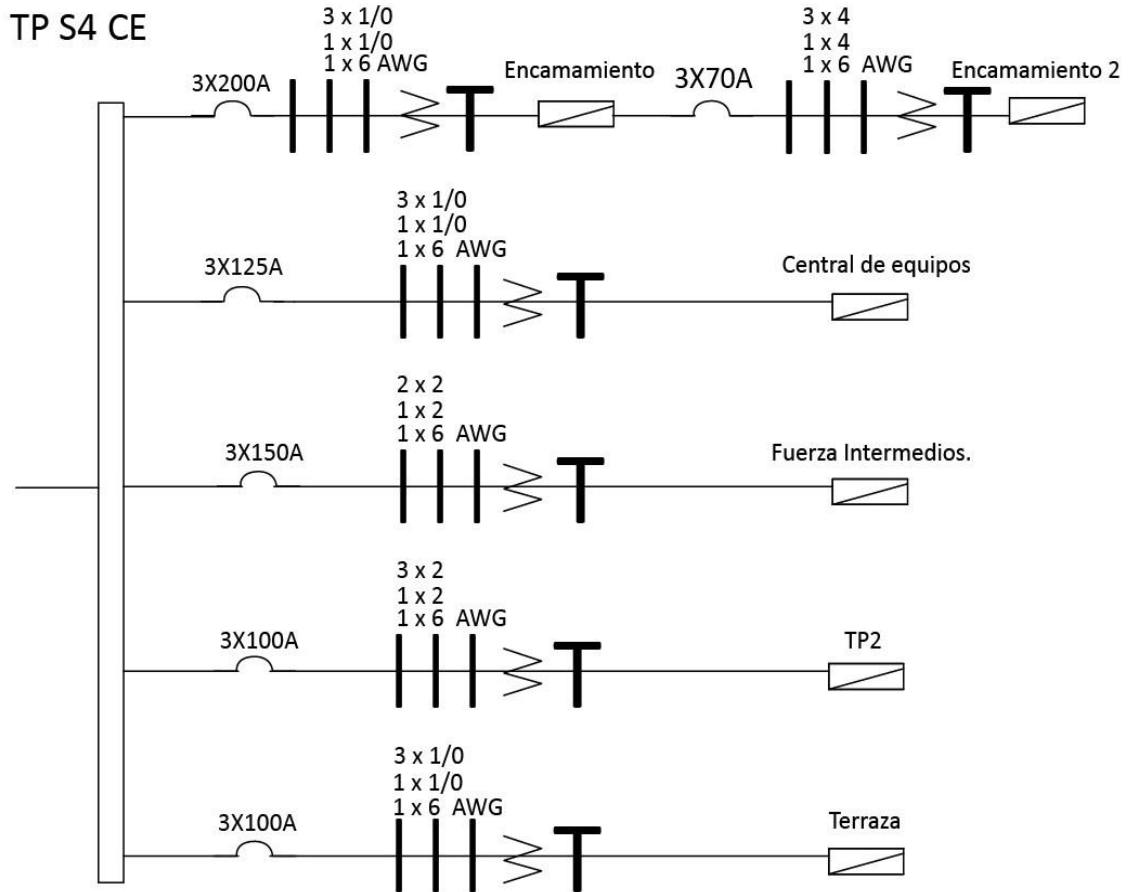 TP S4 CE
3X200A
3 x 1/0
1 x 1/0
1 x 6 AWG
Encamamiento
3X70A
3 x 4
1 x 4
1 x 6 AWG
Encamamiento 2
3X125A
3 x 1/0
1 x 1/0
1 x 6 AWG
Central de equipos
3X150A
2 x 2
1 x 2
1 x 6 AWG
Fuerza Intermedios.
3X100A
3 x 2
1 x 2
1 x 6 AWG
TP2
3X100A
3 x 1/0
1 x 1/0
1 x 6 AWG
Terraza